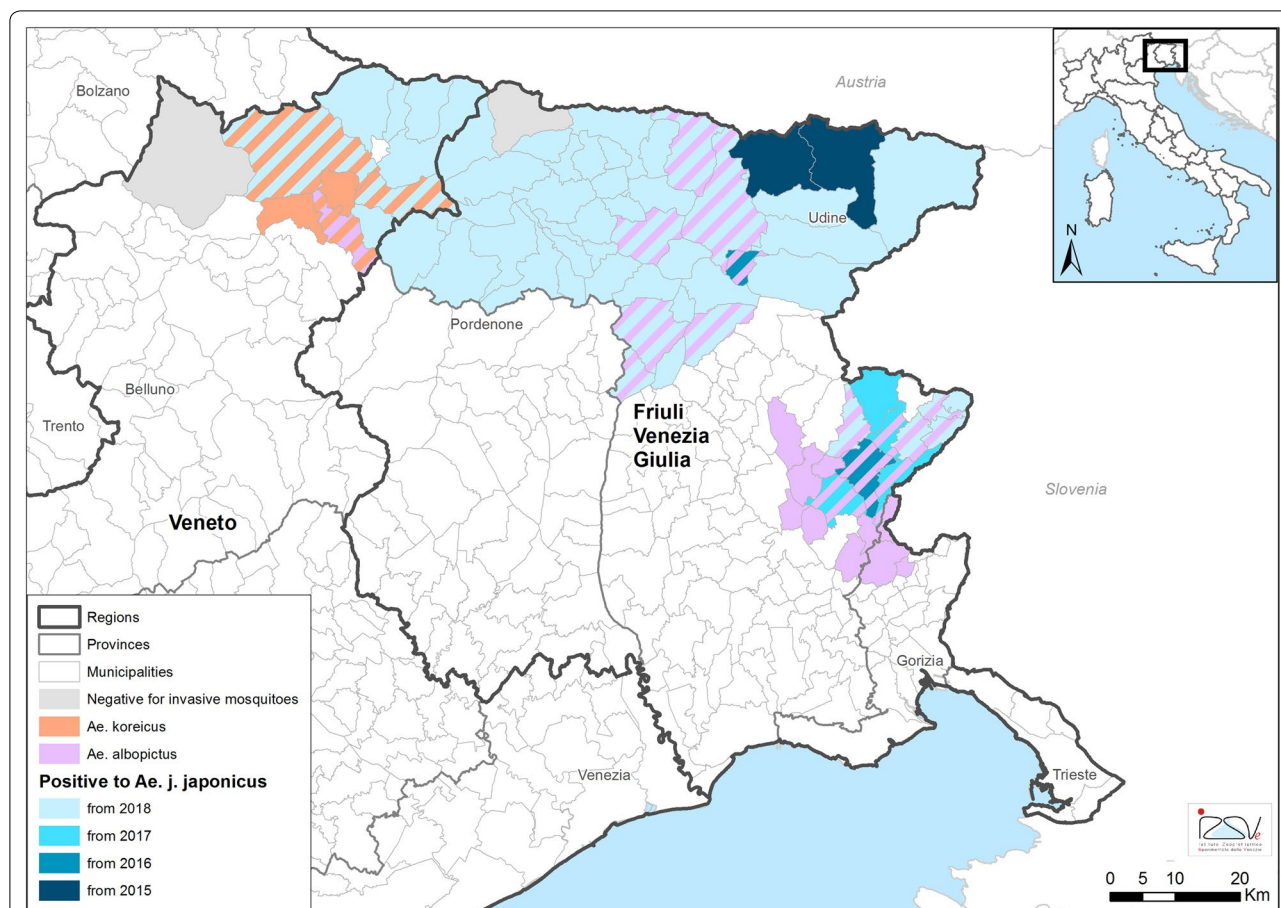 Austria
Bolzano
N
Udine
Pordenone
Belluno
Friuli
Venezia
Giulia
Trento
Slovenia
Veneto
Regions
Provinces
Municipalities
Negative for invasive mosquitoes
Ae. koreicus
Ae. albopictus
Positive to Ae. j. japonicus
from 2018
from 2017
from 2016
from 2015
Gorizia
Venezia
Trieste
0 5 10 20
Km